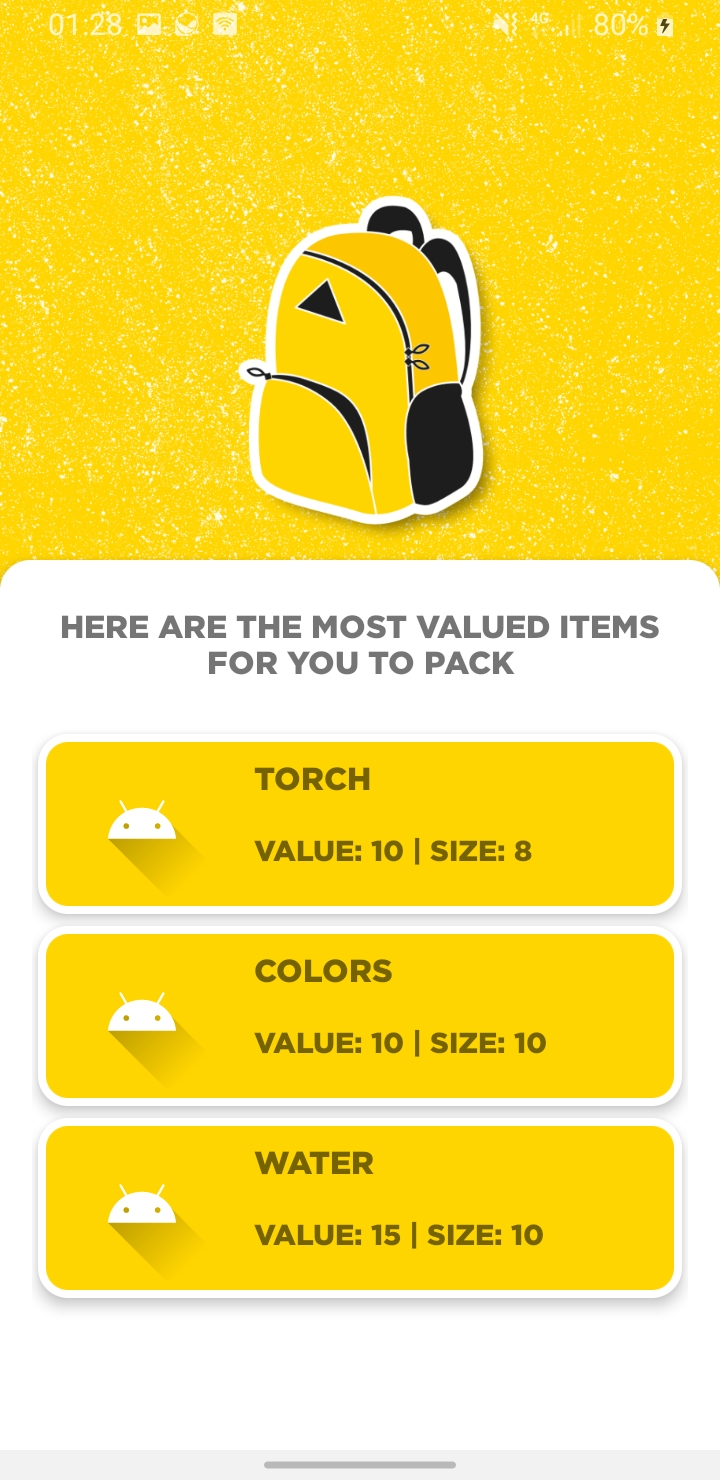 01:28 4G 80%
HERE ARE THE MOST VALUED ITEMS
FOR YOU TO PACK
TORCH
VALUE: 10 | SIZE: 8
COLORS
VALUE: 10 | SIZE: 10
WATER
VALUE: 15 | SIZE: 10